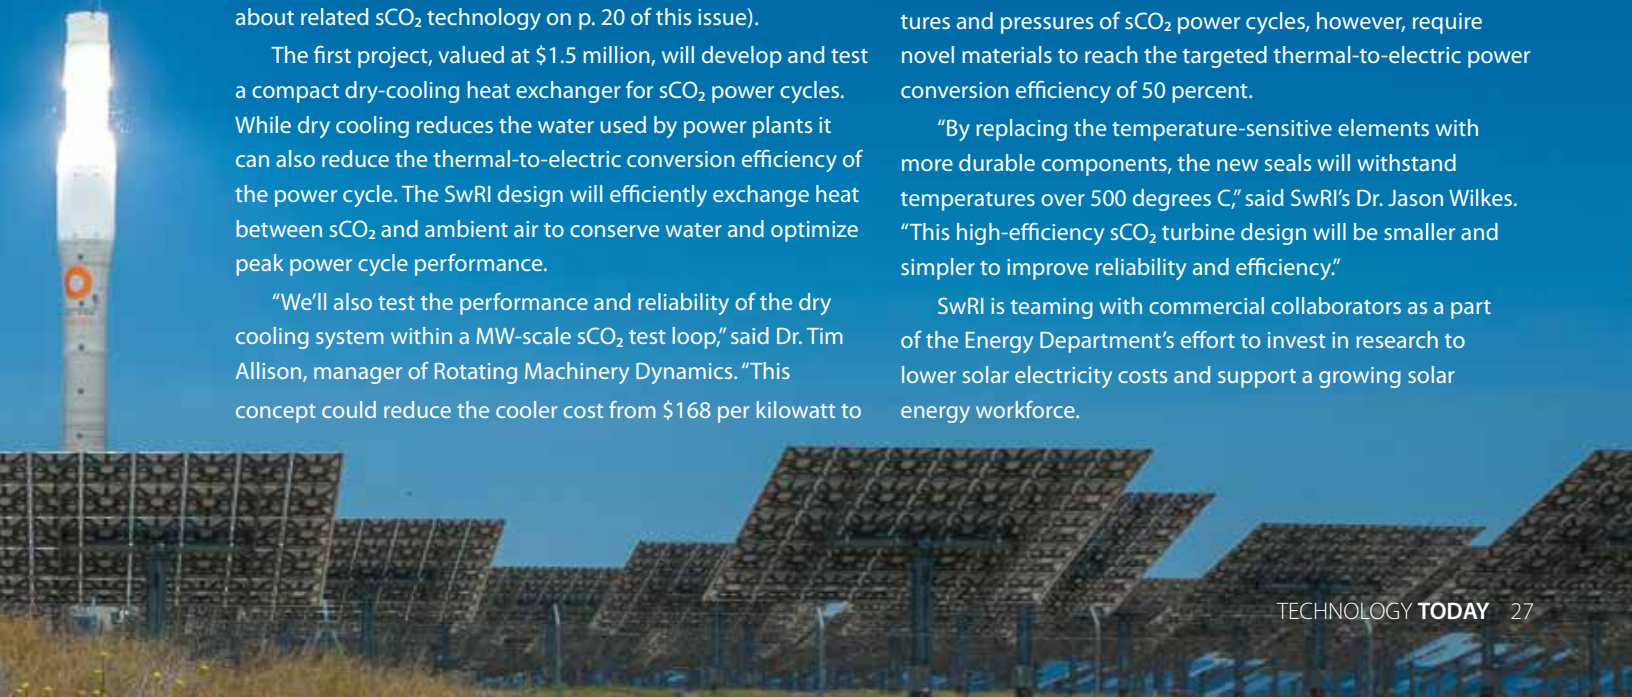 about related sCO₂ technology on p. 20 of this issue).
The first project, valued at $1.5 million, will develop and test
a compact dry-cooling heat exchanger for sCO₂ power cycles.
While dry cooling reduces the water used by power plants it
can also reduce the thermal-to-electric conversion efficiency of
the power cycle. The SwRI design will efficiently exchange heat
between sCO₂ and ambient air to conserve water and optimize
peak power cycle performance.
“We’ll also test the performance and reliability of the dry
cooling system within a MW-scale sCO₂ test loop,” said Dr. Tim
Allison, manager of Rotating Machinery Dynamics. “This
concept could reduce the cooler cost from $168 per kilowatt to
tures and pressures of sCO₂ power cycles, however, require
novel materials to reach the targeted thermal-to-electric power
conversion efficiency of 50 percent.
“By replacing the temperature-sensitive elements with
more durable components, the new seals will withstand
temperatures over 500 degrees C,” said SwRI’s Dr. Jason Wilkes.
“This high-efficiency sCO₂ turbine design will be smaller and
simpler to improve reliability and efficiency.”
SwRI is teaming with commercial collaborators as a part
of the Energy Department’s effort to invest in research to
lower solar electricity costs and support a growing solar
energy workforce.
TECHNOLOGY TODAY 27